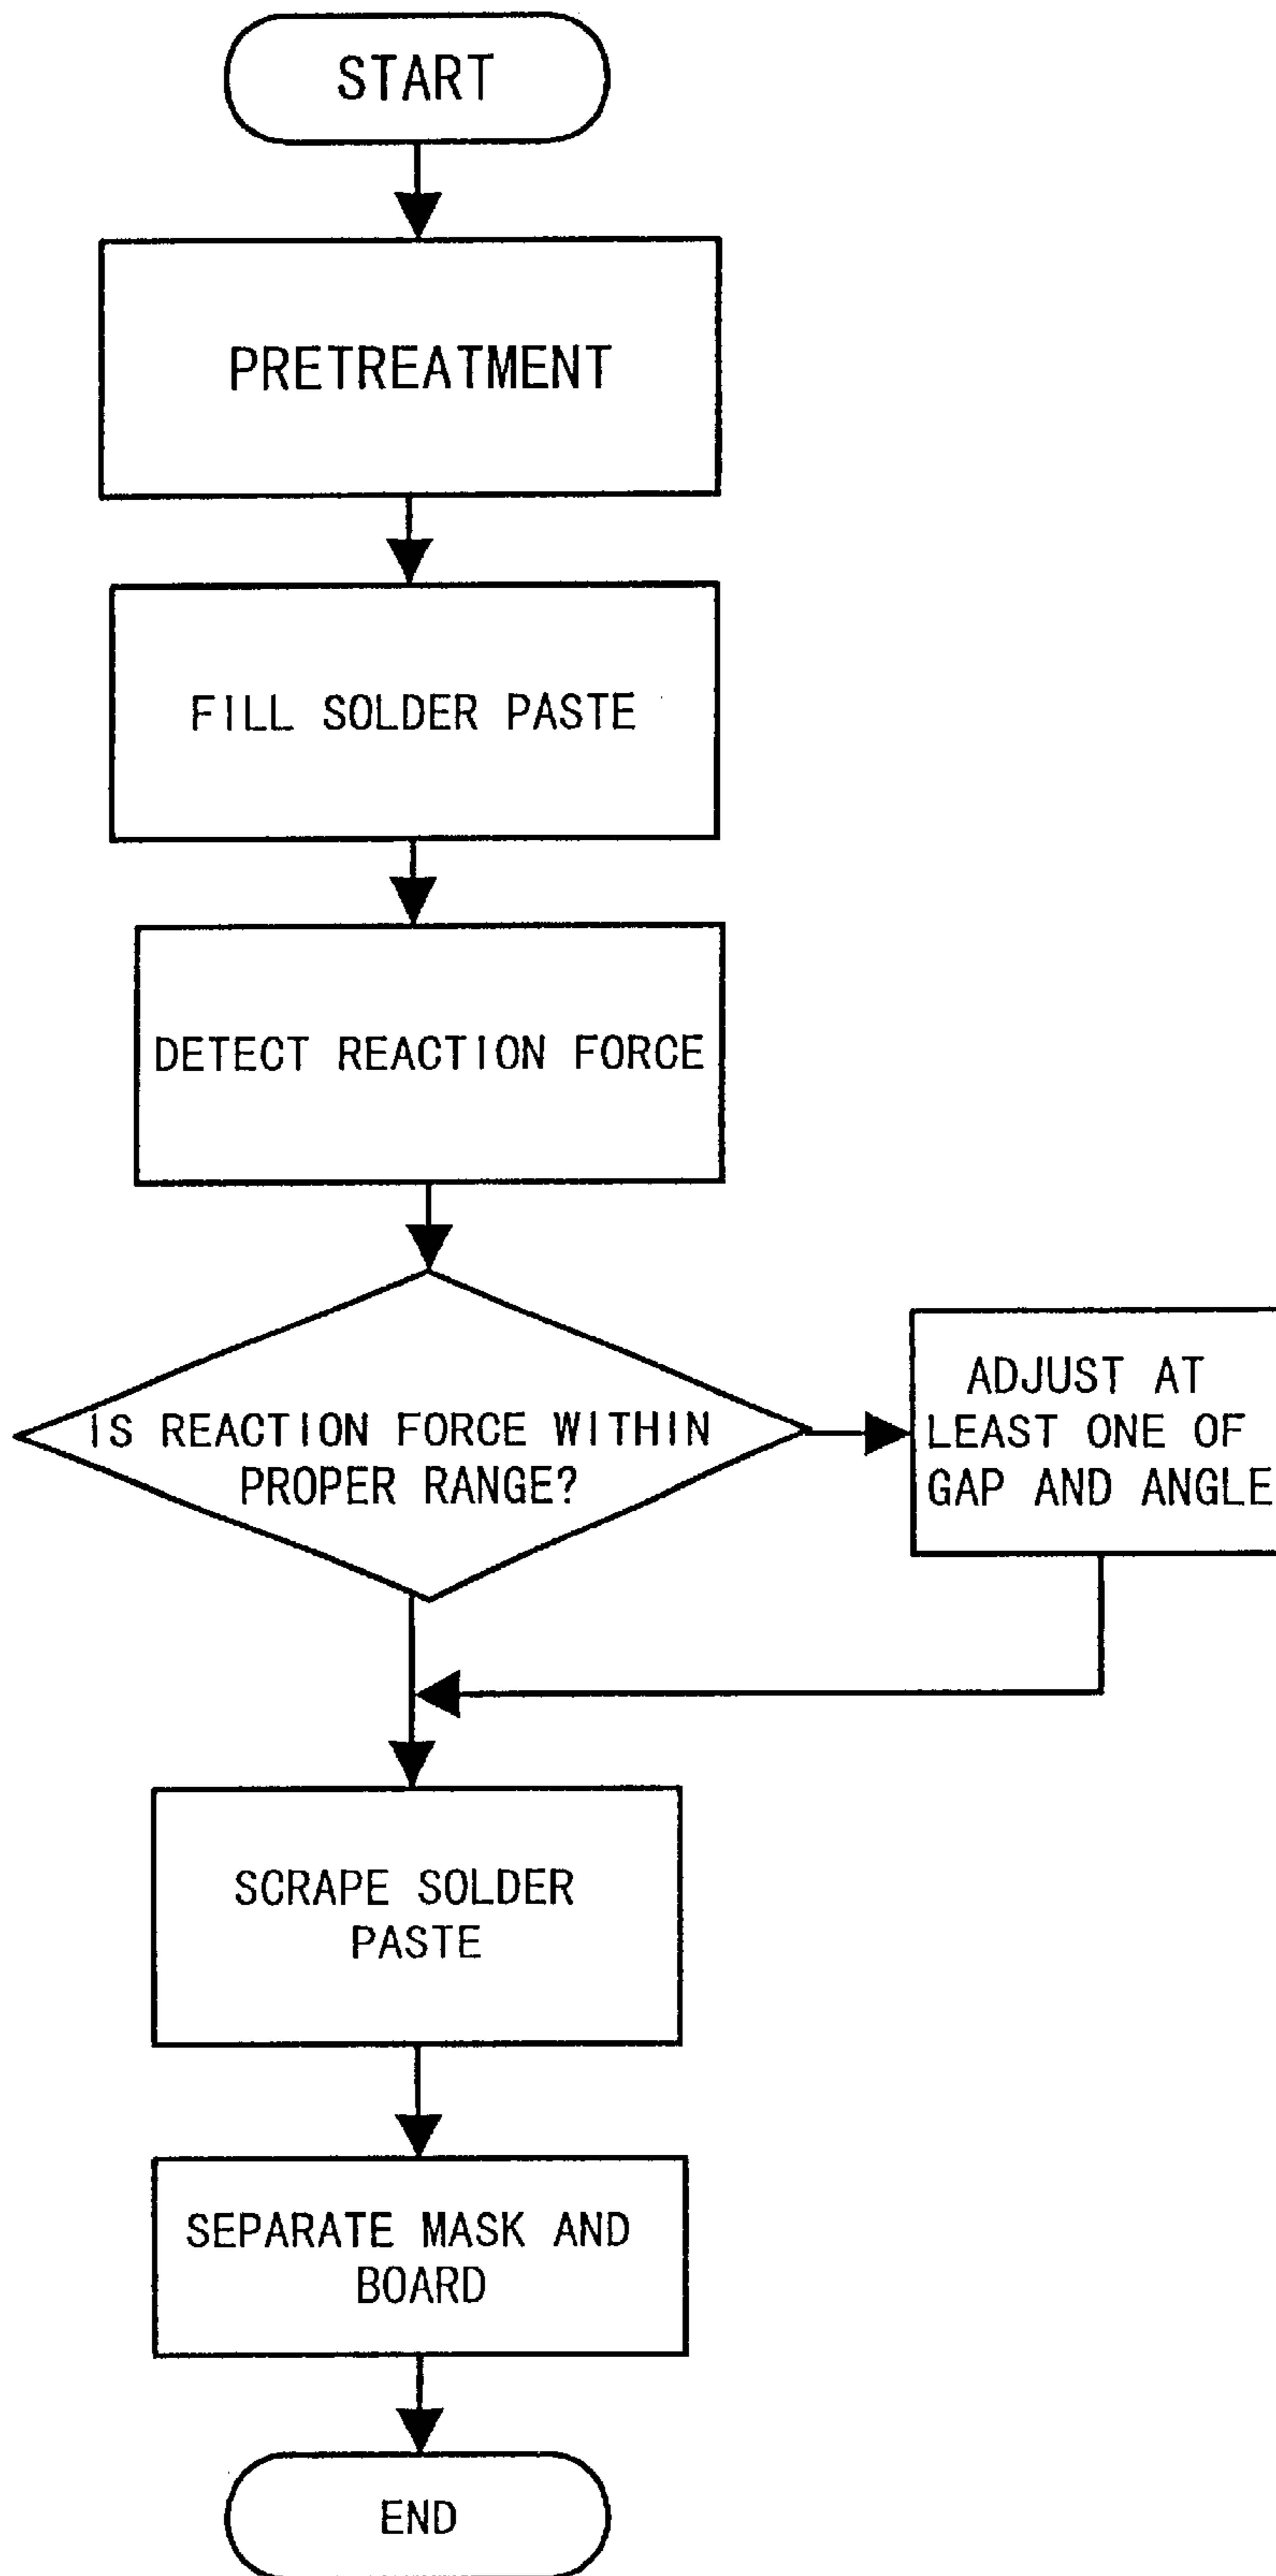 START
PRETREATMENT
FILL SOLDER PASTE
DETECT REACTION FORCE
IS REACTION FORCE WITHIN
PROPER RANGE?
ADJUST AT
LEAST ONE OF
GAP AND ANGLE
SCRAPE SOLDER
PASTE
SEPARATE MASK AND
BOARD
END